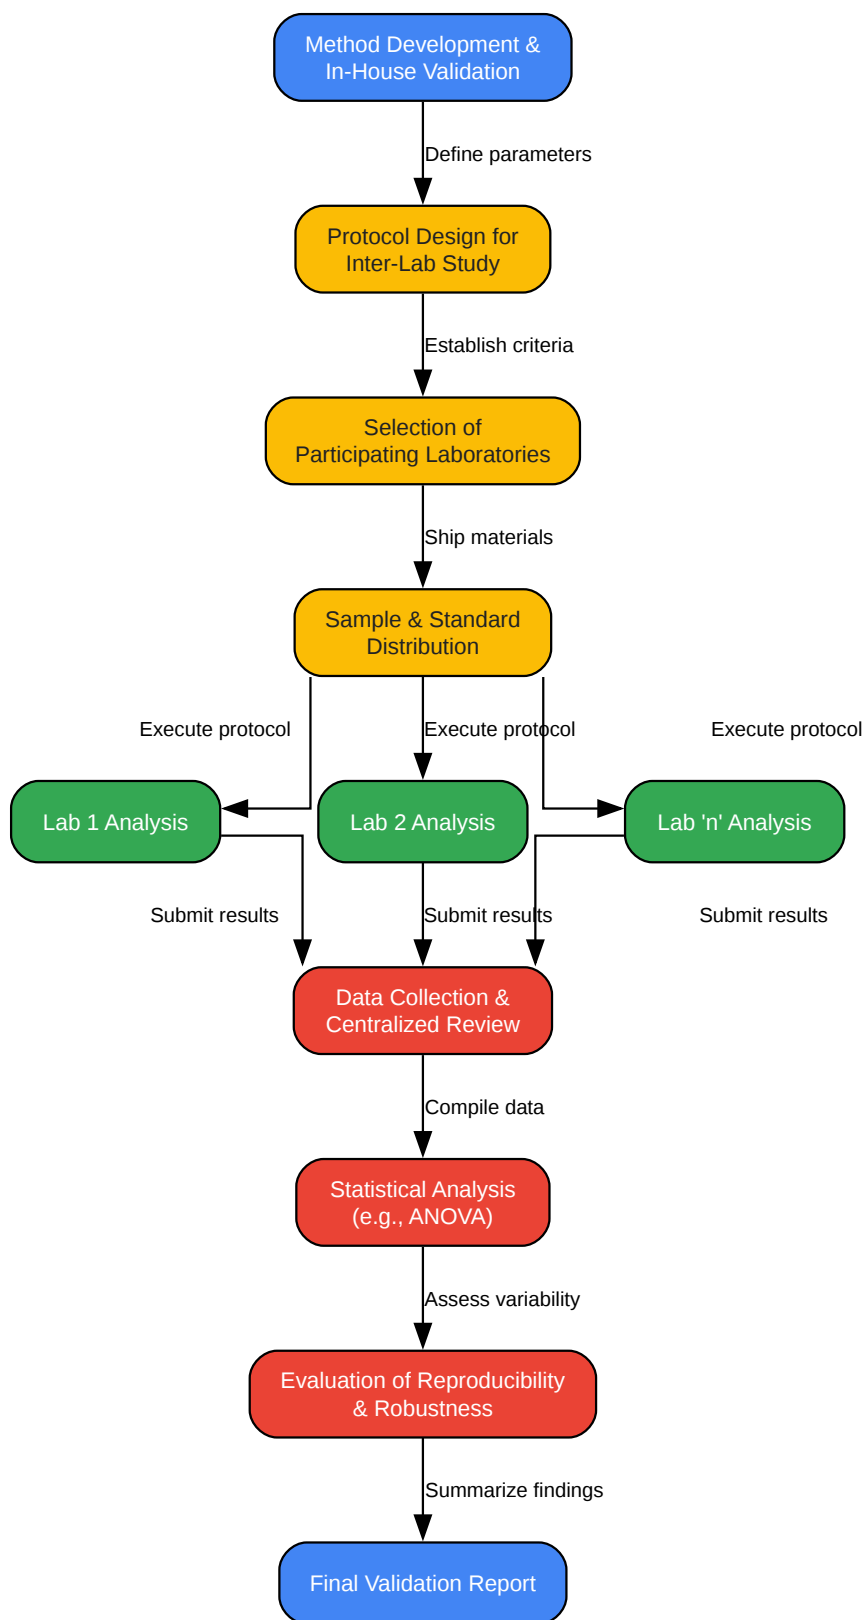 Method Development &
In-House Validation
Define parameters
Protocol Design for
Inter-Lab Study
Establish criteria
Selection of
Participating Laboratories
Ship materials
Sample & Standard
Distribution
Execute protocol
Execute protocol
Execute protocol
Lab 1 Analysis
Lab 2 Analysis
Lab 'n' Analysis
Submit results
Submit results
Submit results
Data Collection &
Centralized Review
Compile data
Statistical Analysis
(e.g., ANOVA)
Assess variability
Evaluation of Reproducibility
& Robustness
Summarize findings
Final Validation Report